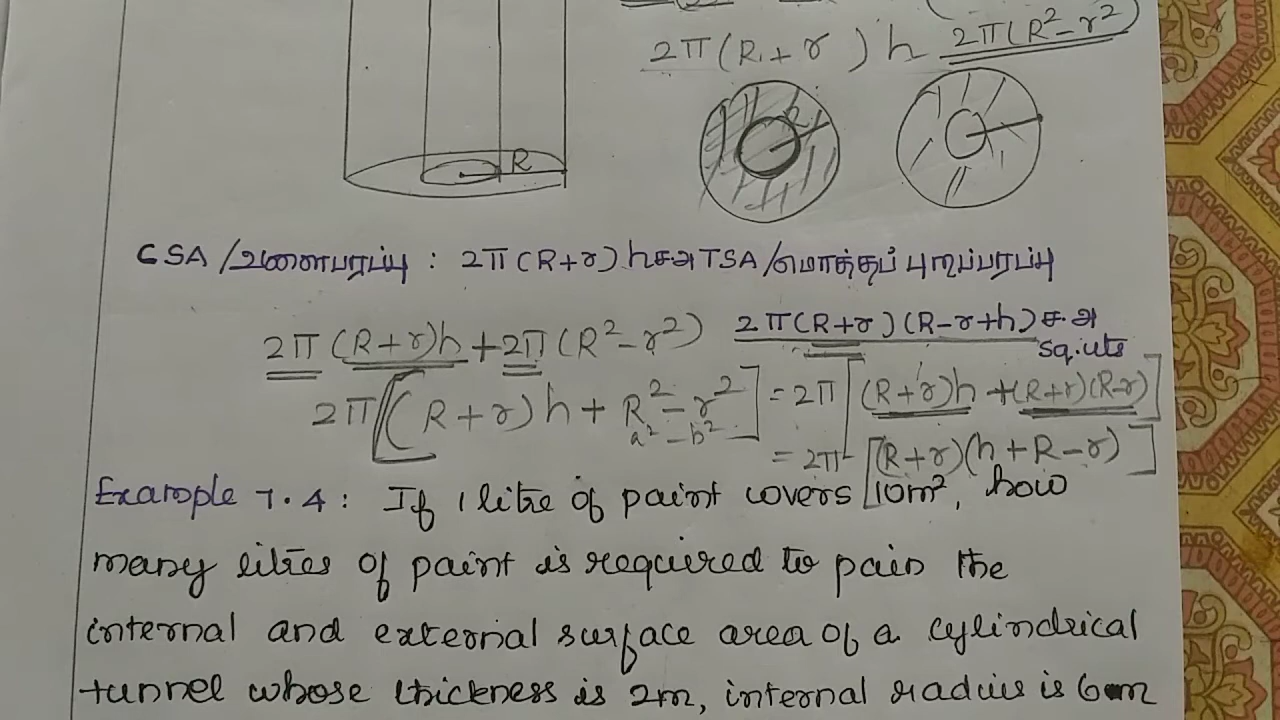 2π(R+r)h 2π(R²-r²)
R
R
CSA/வளைபரப்பு : 2π(R+r)hசஅ TSA/மொத்தப் புறப்பரப்பு
2π(R+r)h+2π(R²-r²) 2π(R+r)(R-r+h)சஅ
sq.uts
2π[(R+r)h+R²-r²] =2π[(R+r)h+(R+r)(R-r)]
a²-b²
=2π[(R+r)(h+R-r)]
Example 7.4: If 1 litre of paint covers 10m², how
many litres of paint is required to pain the
internal and external surface area of a cylindrical
tunnel whose thickness is 2m, internal radius is 6m